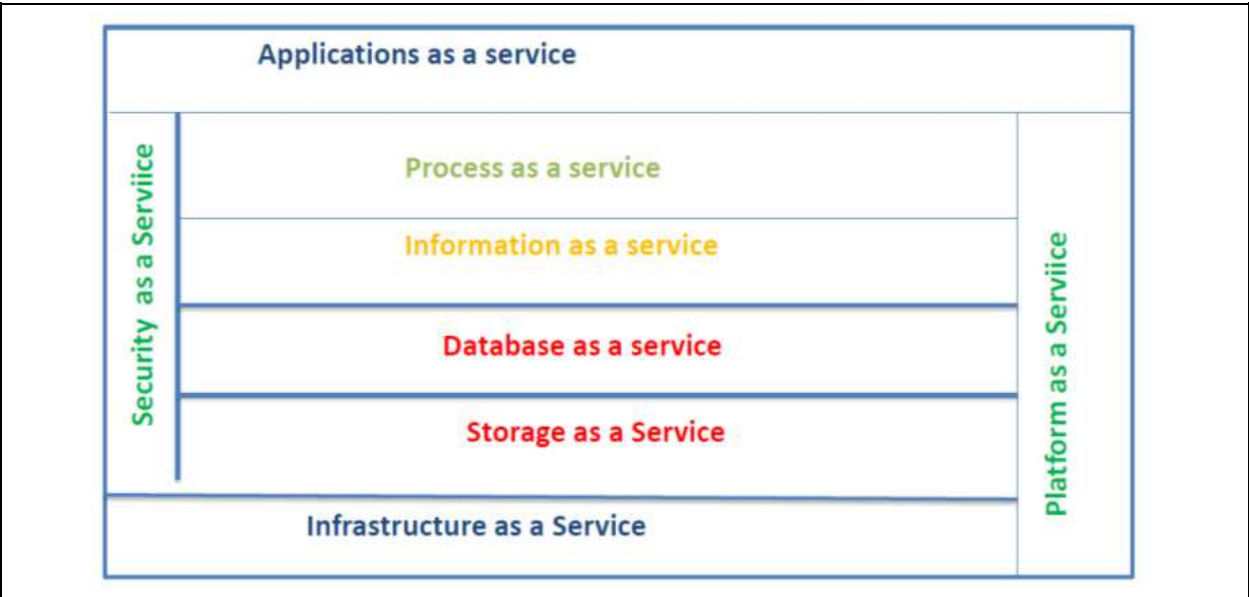 Applications as a service
Security as a Serviice
Process as a service
Information as a service
Database as a service
Storage as a Service
Platform as a Serviice
Infrastructure as a Service